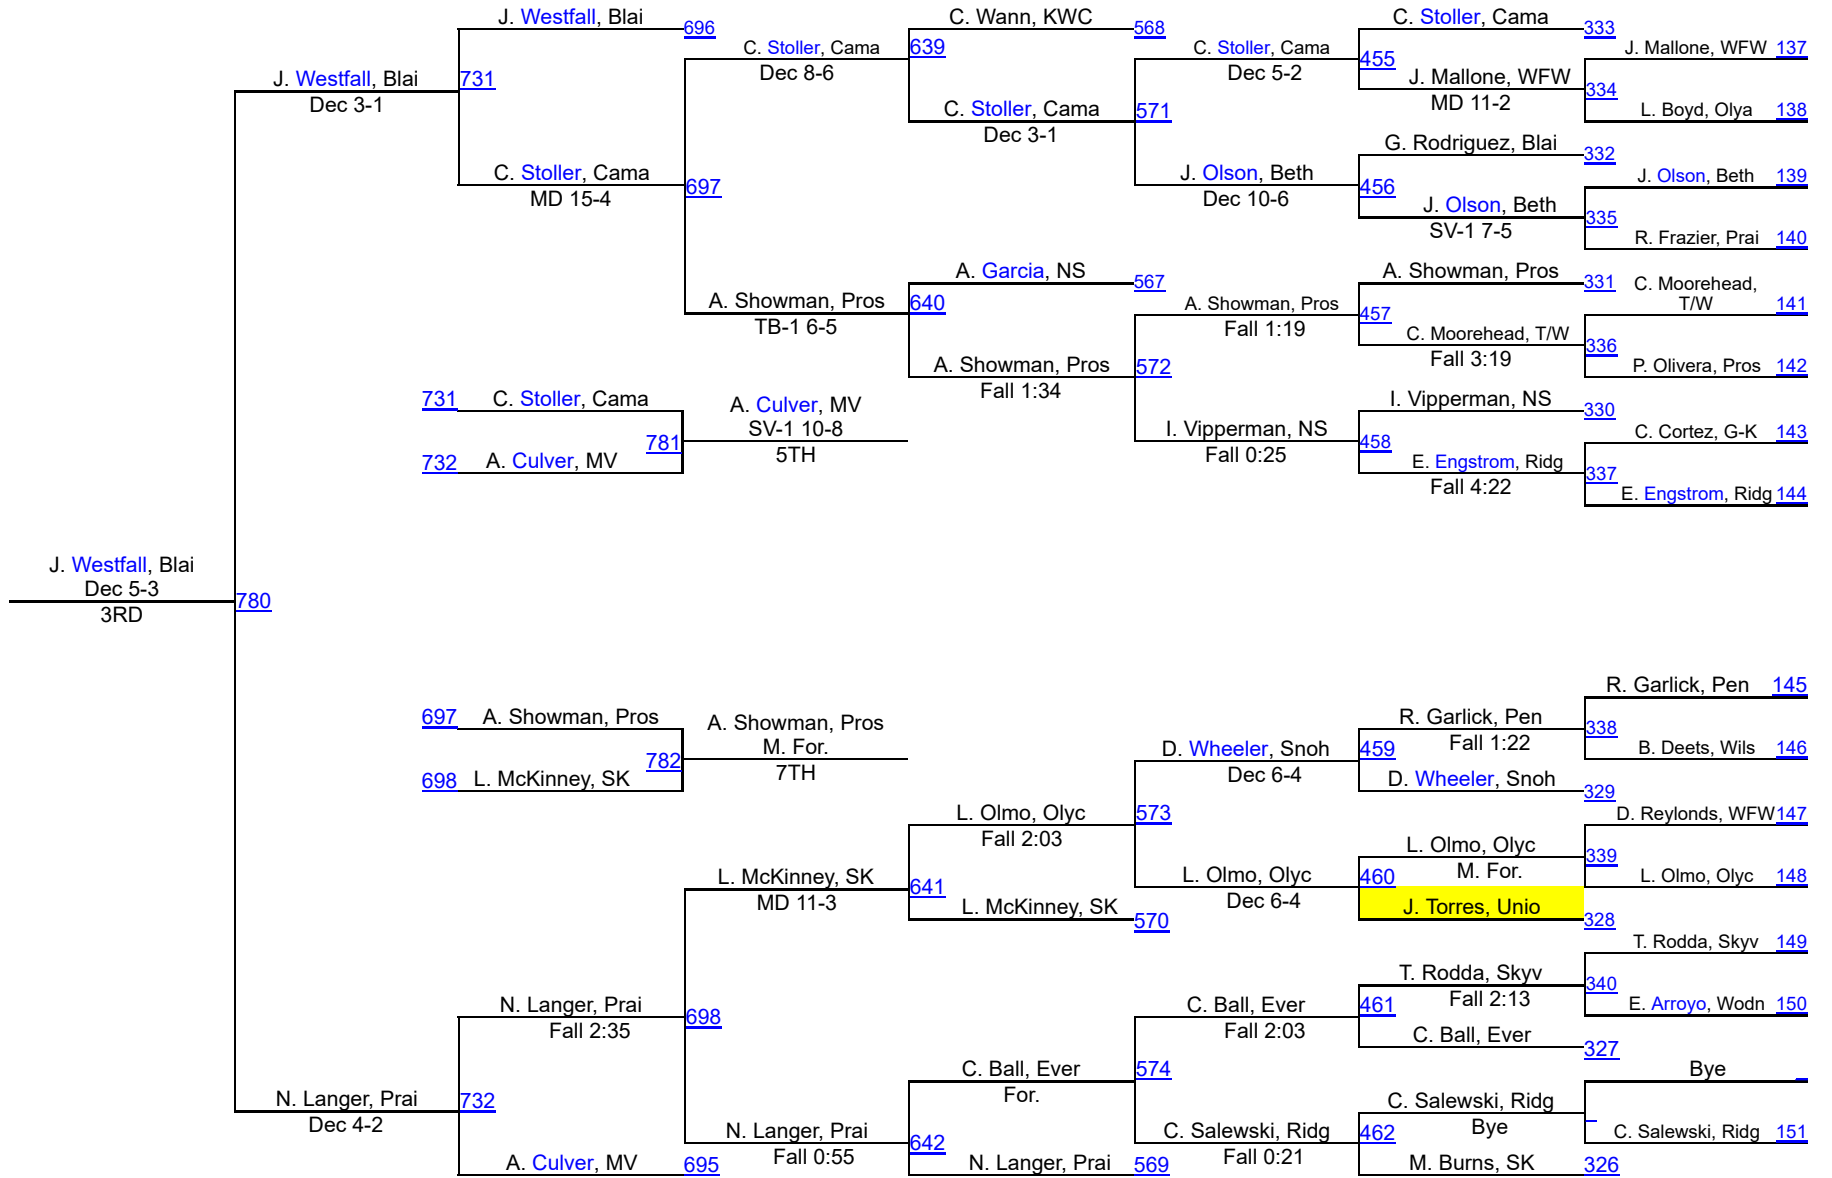 J. Westfall, Blai
696
C. Wann, KWC
568
C. Stoller, Cama
333
J. Mallone, WFW 137
C. Stoller, Cama
639
Dec 8-6
C. Stoller, Cama
455
Dec 5-2
J. Mallone, WFW
MD 11-2
334
L. Boyd, Olya 138
J. Westfall, Blai
731
Dec 3-1
C. Stoller, Cama
571
Dec 3-1
G. Rodriguez, Blai
332
J. Olson, Beth 139
C. Stoller, Cama
697
MD 15-4
J. Olson, Beth
456
Dec 10-6
J. Olson, Beth
335
SV-1 7-5
R. Frazier, Prai 140
A. Garcia, NS
567
A. Showman, Pros
331
C. Moorehead,
T/W 141
A. Showman, Pros
640
TB-1 6-5
A. Showman, Pros
457
Fall 1:19
C. Moorehead, T/W
336
Fall 3:19
P. Olivera, Pros 142
A. Showman, Pros
572
Fall 1:34
731 C. Stoller, Cama
A. Culver, MV
SV-1 10-8
5TH
781
732 A. Culver, MV
I. Vipperman, NS
330
C. Cortez, G-K 143
I. Vipperman, NS
458
Fall 0:25
E. Engstrom, Ridg
337
Fall 4:22
E. Engstrom, Ridg 144
J. Westfall, Blai
Dec 5-3
780
3RD
R. Garlick, Pen 145
697 A. Showman, Pros
A. Showman, Pros
M. For.
782
7TH
698 L. McKinney, SK
R. Garlick, Pen
338
Fall 1:22
B. Deets, Wils 146
D. Wheeler, Snoh
459
Dec 6-4
D. Wheeler, Snoh
329
D. Reylonds, WFW 147
L. Olmo, Olyc
573
Fall 2:03
L. Olmo, Olyc
339
M. For.
L. Olmo, Olyc 148
L. McKinney, SK
641
MD 11-3
L. Olmo, Olyc
460
Dec 6-4
L. McKinney, SK
570
J. Torres, Unio
328
T. Rodda, Skyv 149
T. Rodda, Skyv
340
Fall 2:13
E. Arroyo, Wodn 150
N. Langer, Prai
698
Fall 2:35
C. Ball, Ever
461
Fall 2:03
C. Ball, Ever
327
C. Ball, Ever
574
For.
Bye
N. Langer, Prai
732
Dec 4-2
C. Salewski, Ridg
Bye
C. Salewski, Ridg 151
N. Langer, Prai
642
Fall 0:55
C. Salewski, Ridg
462
Fall 0:21
A. Culver, MV
695
N. Langer, Prai
569
M. Burns, SK
326